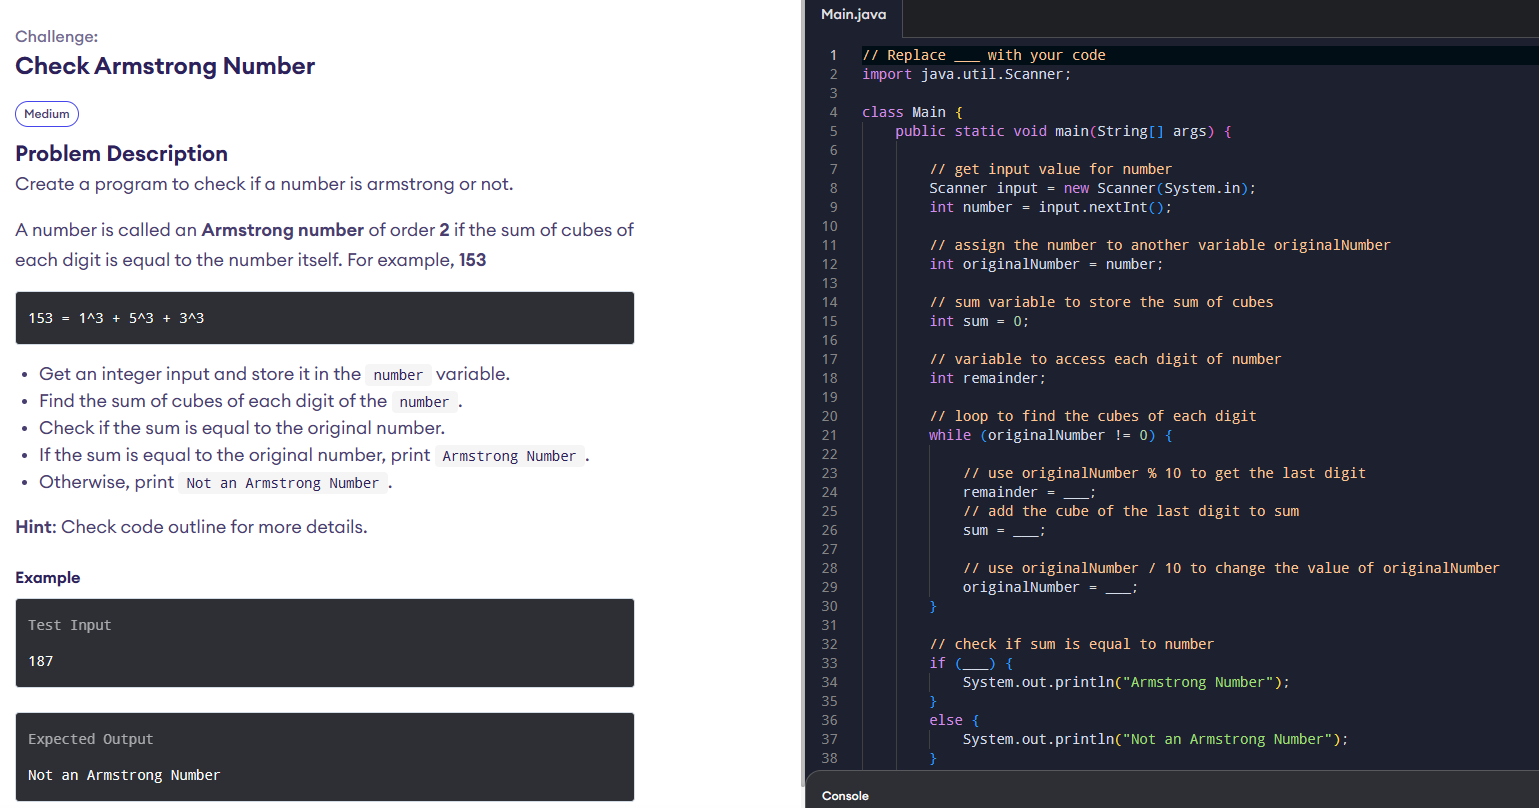 Challenge:
Check Armstrong Number
Medium
Problem Description
Create a program to check if a number is armstrong or not.
A number is called an Armstrong number of order 2 if the sum of cubes of
each digit is equal to the number itself. For example, 153
153 = 1^3 + 5^3 + 3^3
• Get an integer input and store it in the number variable.
• Find the sum of cubes of each digit of the number .
• Check if the sum is equal to the original number.
• If the sum is equal to the original number, print Armstrong Number .
• Otherwise, print Not an Armstrong Number .
Hint: Check code outline for more details.
Example
Test Input
187
Expected Output
Not an Armstrong Number
Main.java
1 // Replace ___ with your code
2 import java.util.Scanner;
3
4 class Main {
5     public static void main(String[] args) {
6
7         // get input value for number
8         Scanner input = new Scanner(System.in);
9         int number = input.nextInt();
10
11         // assign the number to another variable originalNumber
12         int originalNumber = number;
13
14         // sum variable to store the sum of cubes
15         int sum = 0;
16
17         // variable to access each digit of number
18         int remainder;
19
20         // loop to find the cubes of each digit
21         while (originalNumber != 0) {
22
23             // use originalNumber % 10 to get the last digit
24             remainder = ___;
25             // add the cube of the last digit to sum
26             sum = ___;
27
28             // use originalNumber / 10 to change the value of originalNumber
29             originalNumber = ___;
30         }
31
32         // check if sum is equal to number
33         if (___) {
34             System.out.println("Armstrong Number");
35         }
36         else {
37             System.out.println("Not an Armstrong Number");
38         }
Console